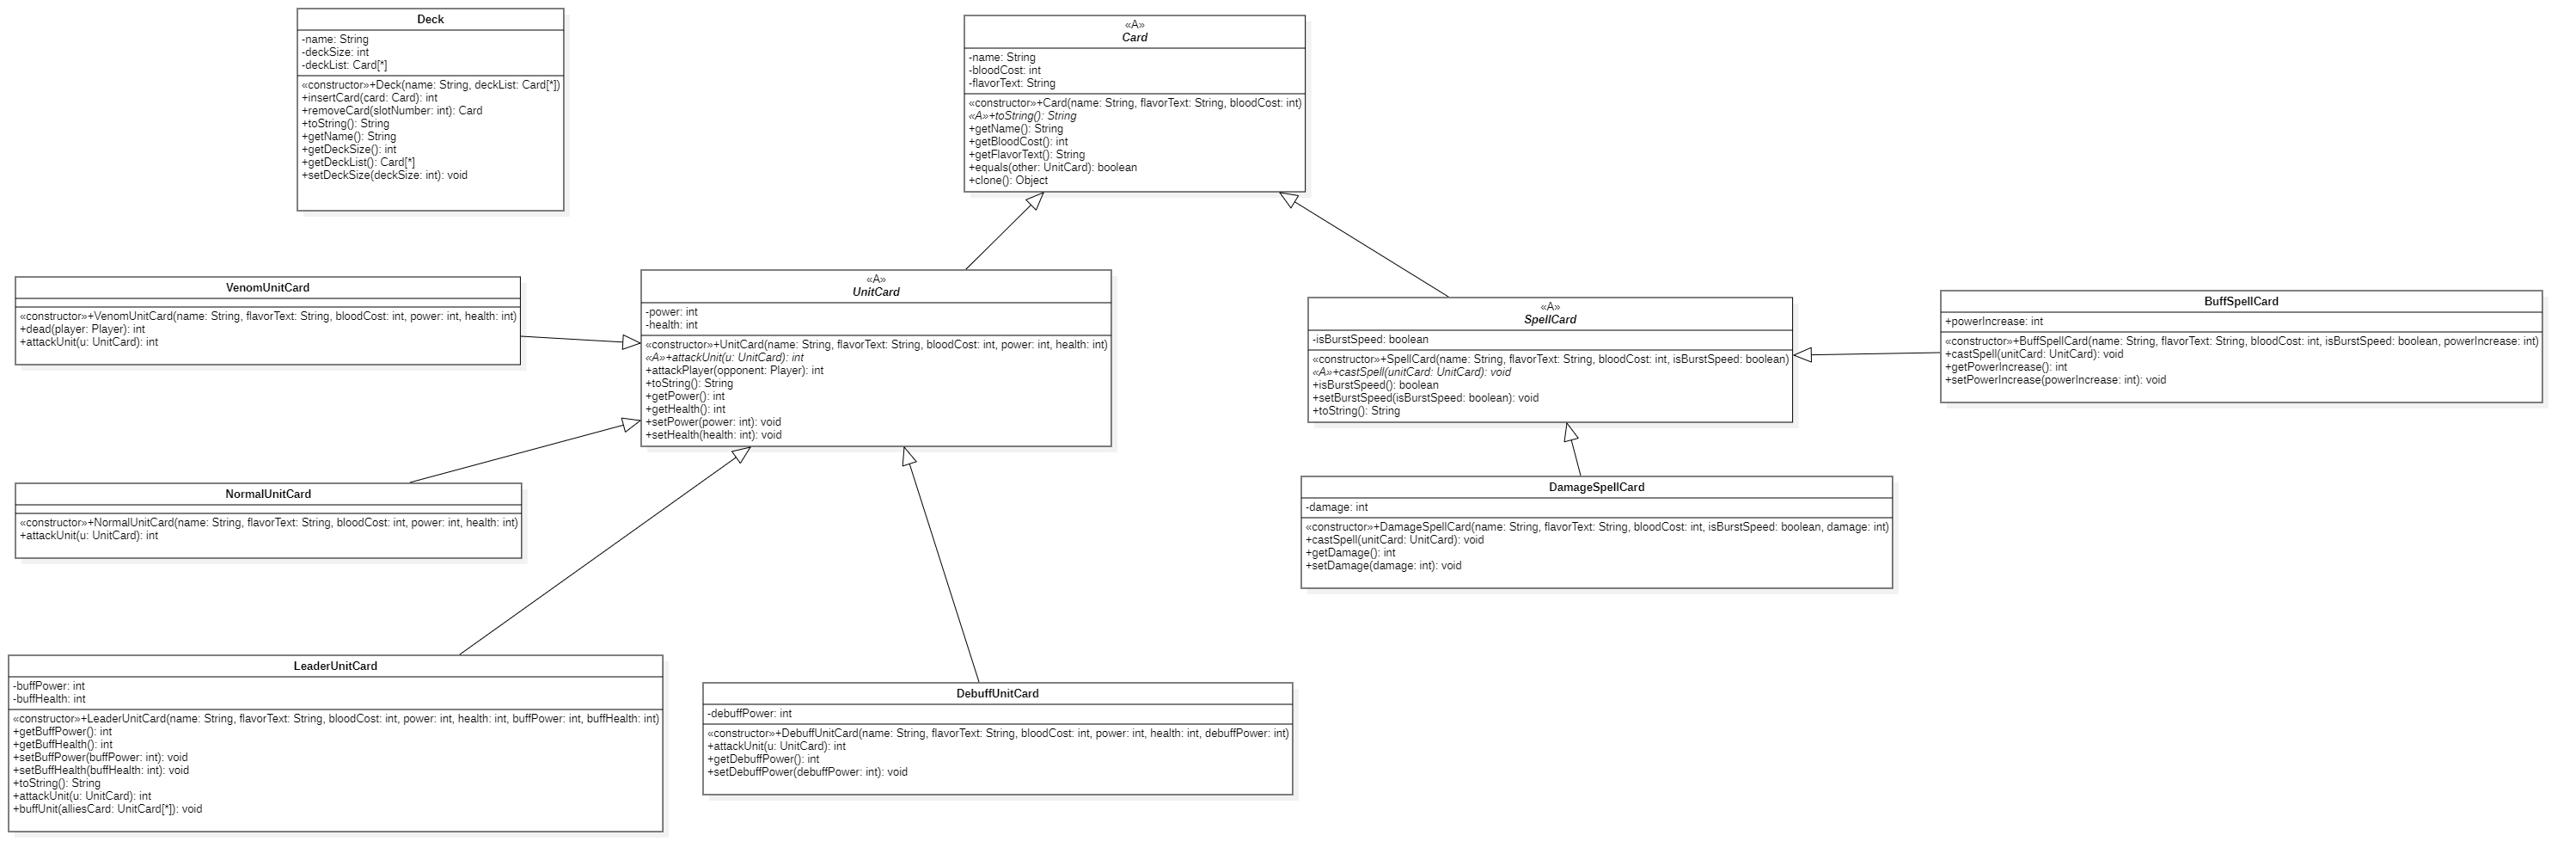 Deck
-name: String
-deckSize: int
-deckList: Card[*]
«constructor»+Deck(name: String, deckList: Card[*])
+insertCard(card: Card): int
+removeCard(slotNumber: int): Card
+toString(): String
+getName(): String
+getDeckSize(): int
+getDeckList(): Card[*]
+setDeckSize(deckSize: int): void
«A»
Card
-name: String
-bloodCost: int
-flavorText: String
«constructor»+Card(name: String, flavorText: String, bloodCost: int)
«A»+toString(): String
+getName(): String
+getBloodCost(): int
+getFlavorText(): String
+equals(other: UnitCard): boolean
+clone(): Object
VenomUnitCard
«constructor»+VenomUnitCard(name: String, flavorText: String, bloodCost: int, power: int, health: int)
+dead(player: Player): int
+attackUnit(u: UnitCard): int
«A»
UnitCard
-power: int
-health: int
«constructor»+UnitCard(name: String, flavorText: String, bloodCost: int, power: int, health: int)
«A»+attackUnit(u: UnitCard): int
+attackPlayer(opponent: Player): int
+toString(): String
+getPower(): int
+getHealth(): int
+setPower(power: int): void
+setHealth(health: int): void
«A»
SpellCard
-isBurstSpeed: boolean
«constructor»+SpellCard(name: String, flavorText: String, bloodCost: int, isBurstSpeed: boolean)
«A»+castSpell(unitCard: UnitCard): void
+isBurstSpeed(): boolean
+setBurstSpeed(isBurstSpeed: boolean): void
+toString(): String
BuffSpellCard
+powerIncrease: int
«constructor»+BuffSpellCard(name: String, flavorText: String, bloodCost: int, isBurstSpeed: boolean, powerIncrease: int)
+castSpell(unitCard: UnitCard): void
+getPowerIncrease(): int
+setPowerIncrease(powerIncrease: int): void
NormalUnitCard
«constructor»+NormalUnitCard(name: String, flavorText: String, bloodCost: int, power: int, health: int)
+attackUnit(u: UnitCard): int
DamageSpellCard
-damage: int
«constructor»+DamageSpellCard(name: String, flavorText: String, bloodCost: int, isBurstSpeed: boolean, damage: int)
+castSpell(unitCard: UnitCard): void
+getDamage(): int
+setDamage(damage: int): void
LeaderUnitCard
-buffPower: int
-buffHealth: int
«constructor»+LeaderUnitCard(name: String, flavorText: String, bloodCost: int, power: int, health: int, buffPower: int, buffHealth: int)
+getBuffPower(): int
+getBuffHealth(): int
+setBuffPower(buffPower: int): void
+setBuffHealth(buffHealth: int): void
+toString(): String
+attackUnit(u: UnitCard): int
+buffUnit(alliesCard: UnitCard[*]): void
DebuffUnitCard
-debuffPower: int
«constructor»+DebuffUnitCard(name: String, flavorText: String, bloodCost: int, power: int, health: int, debuffPower: int)
+attackUnit(u: UnitCard): int
+getDebuffPower(): int
+setDebuffPower(debuffPower: int): void